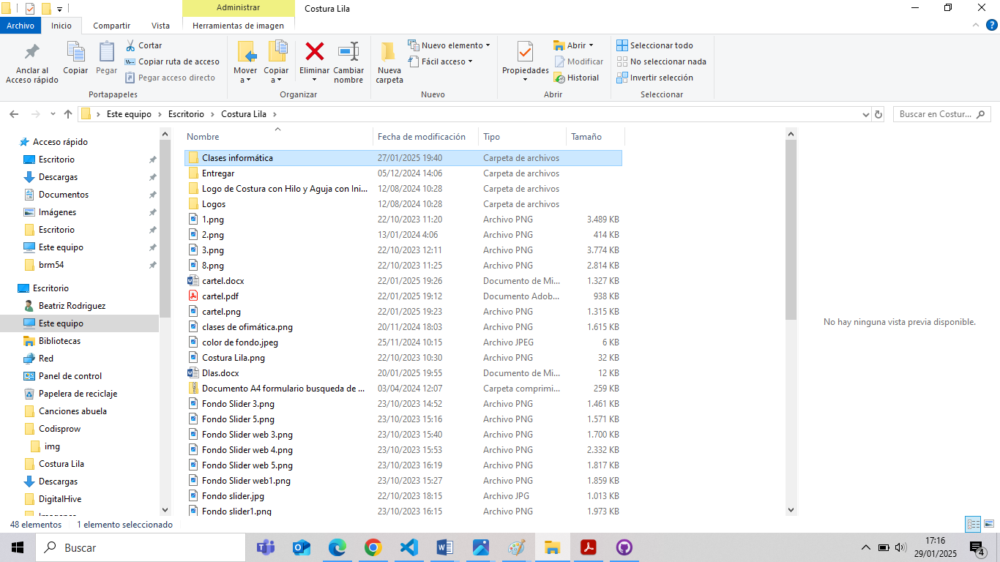 Administrar
Costura Lila
Archivo
Inicio
Compartir
Vista
Herramientas de imagen
Anclar al
Acceso rápido
Copiar
Pegar
Cortar
Copiar ruta de acceso
Pegar acceso directo
Portapapeles
Mover
a
Copiar
a
Eliminar
Cambiar
nombre
Organizar
Nueva
carpeta
Nuevo elemento
Fácil acceso
Nuevo
Propiedades
Abrir
Modificar
Historial
Abrir
Seleccionar todo
No seleccionar nada
Invertir selección
Seleccionar
Este equipo
Escritorio
Costura Lila
Buscar en Costur...
Acceso rápido
Escritorio
Descargas
Documentos
Imágenes
Escritorio
Este equipo
brm54
Escritorio
Beatriz Rodriguez
Este equipo
Bibliotecas
Red
Panel de control
Papelera de reciclaje
Canciones abuela
Codisprow
img
Costura Lila
Descargas
DigitalHive
Nombre Fecha de modificación Tipo Tamaño
Clases informática 27/01/2025 19:40 Carpeta de archivos
Entregar 05/12/2024 14:06 Carpeta de archivos
Logo de Costura con Hilo y Aguja con Ini... 12/08/2024 10:28 Carpeta de archivos
Logos 12/08/2024 10:28 Carpeta de archivos
1.png 22/10/2023 11:20 Archivo PNG 3.489 KB
2.png 13/01/2024 4:06 Archivo PNG 414 KB
3.png 22/10/2023 12:11 Archivo PNG 3.774 KB
8.png 22/10/2023 11:25 Archivo PNG 2.814 KB
cartel.docx 22/01/2025 19:26 Documento de Mi... 1.327 KB
cartel.pdf 22/01/2025 19:12 Documento Adob... 938 KB
cartel.png 22/01/2025 19:23 Archivo PNG 1.315 KB
clases de ofimática.png 20/11/2024 18:03 Archivo PNG 1.615 KB
color de fondo.jpeg 25/11/2024 10:15 Archivo JPEG 6 KB
Costura Lila.png 22/10/2023 10:30 Archivo PNG 32 KB
DIas.docx 20/01/2025 19:55 Documento de Mi... 12 KB
Documento A4 formulario busqueda de ... 03/04/2024 12:07 Carpeta comprimi... 259 KB
Fondo Slider 3.png 23/10/2023 14:52 Archivo PNG 1.461 KB
Fondo Slider 5.png 23/10/2023 15:16 Archivo PNG 1.571 KB
Fondo Slider web 3.png 23/10/2023 15:40 Archivo PNG 1.700 KB
Fondo Slider web 4.png 23/10/2023 15:53 Archivo PNG 2.332 KB
Fondo Slider web 5.png 23/10/2023 16:19 Archivo PNG 1.817 KB
Fondo Slider web1.png 23/10/2023 15:27 Archivo PNG 1.859 KB
Fondo slider.jpg 22/10/2023 18:15 Archivo JPG 1.013 KB
Fondo slider1.png 23/10/2023 16:15 Archivo PNG 1.973 KB
No hay ninguna vista previa disponible.
48 elementos
1 elemento seleccionado
Buscar
17:16
29/01/2025
4